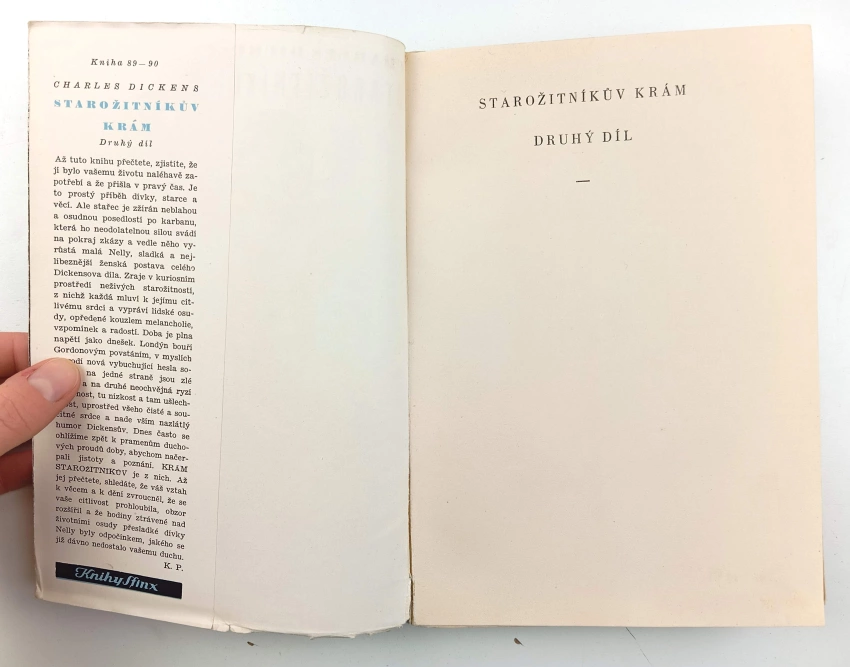 Kniha 89–90
CHARLES DICKENS
STAROŽITNÍKŮV
KRÁM
Druhý díl
Až tuto knihu přečtete, zjistíte, že
ji bylo vašemu životu naléhavě za-
potřebí a že přišla v pravý čas. Je
to prostý příběh dívky, starce a
věcí. Ale stařec je zžírán neblahou
a osudnou posedlostí po karbanu,
která ho neodolatelnou silou svádí
na pokraj zkázy a vedle něho vy-
růstá malá Nelly, sladká a nej-
líbeznější ženská postava celého
Dickensova díla. Zraje v kuriosním
prostředí neživých starožitností,
z nichž každá mluví k jejímu cit-
livému srdci a vypráví lidské osu-
dy, opředené kouzlem melancholie,
vzpomínek a radostí. Doba je plna
napětí jako dnešek. Londýn bouří
Gordonovým povstáním, v myslích
nová vybuchující hesla so-
na jedné straně jsou zlé
a na druhé neochvějná ryzí
nost, tu nízkost a tam ušlech-
ost, uprostřed všeho čisté a sou-
citné srdce a nade vším nazlátlý
humor Dickensův. Dnes často se
ohlížíme zpět k pramenům ducho-
vých proudů doby, abychom načer-
pali jistoty a poznání. KRÁM
STAROŽITNÍKŮV je z nich. Až
jej přečtete, shledáte, že váš vztah
k věcem a k dění zvroucněl, že se
vaše citlivost prohloubila, obzor
rozšířil a že hodiny ztrávené nad
životními osudy přesladké dívky
Nelly byly odpočinkem, jakého se
již dávno nedostalo vašemu duchu.
K. P.
Knihy Sfinx
STAROŽITNÍKŮV KRÁM
DRUHÝ DÍL